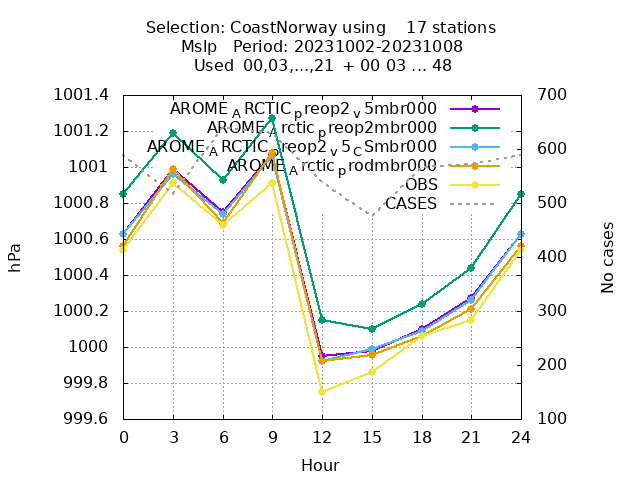 Selection: CoastNorway using 17 stations
Mslp Period: 20231002-20231008
Used 00,03,...,21 + 00 03 ... 48
1001.4
1001.2
1001
1000.8
1000.6
1000.4
1000.2
1000
999.8
999.6
hPa
AROME_ARCTIC_preop2_v5mbr000
AROME_Arctic_preop2mbr000
AROME_ARCTIC_preop2_v5_CSmbr000
AROME_Arctic_prodmbr000
OBS
CASES
700
600
500
400
300
200
100
No cases
0 3 6 9 12 15 18 21 24
Hour